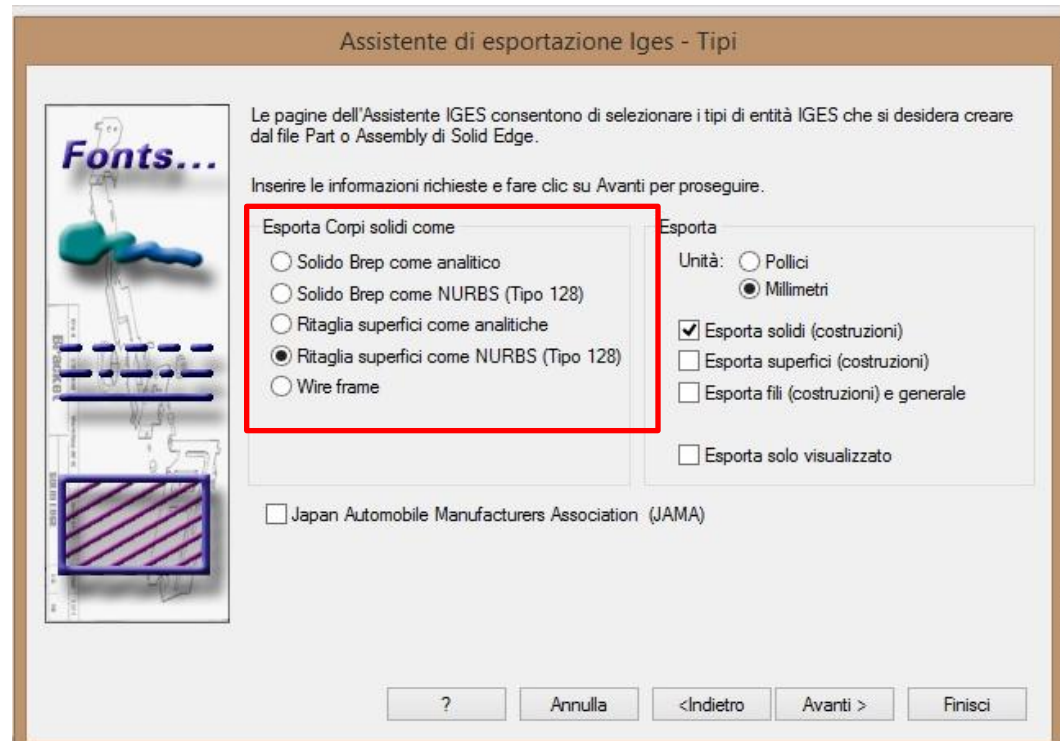 Assistente di esportazione Iges - Tipi
Fonts...
Le pagine dell'Assistente IGES consentono di selezionare i tipi di entità IGES che si desidera creare
dal file Part o Assembly di Solid Edge.
Inserire le informazioni richieste e fare clic su Avanti per proseguire.
Esporta Corpi solidi come
Solido Brep come analitico
Solido Brep come NURBS (Tipo 128)
Ritaglia superfici come analitiche
Ritaglia superfici come NURBS (Tipo 128)
Wire frame
Esporta
Unità: Pollici
Millimetri
Esporta solidi (costruzioni)
Esporta superfici (costruzioni)
Esporta fili (costruzioni) e generale
Esporta solo visualizzato
Japan Automobile Manufacturers Association (JAMA)
Bracket
? Annulla <Indietro Avanti > Finisci